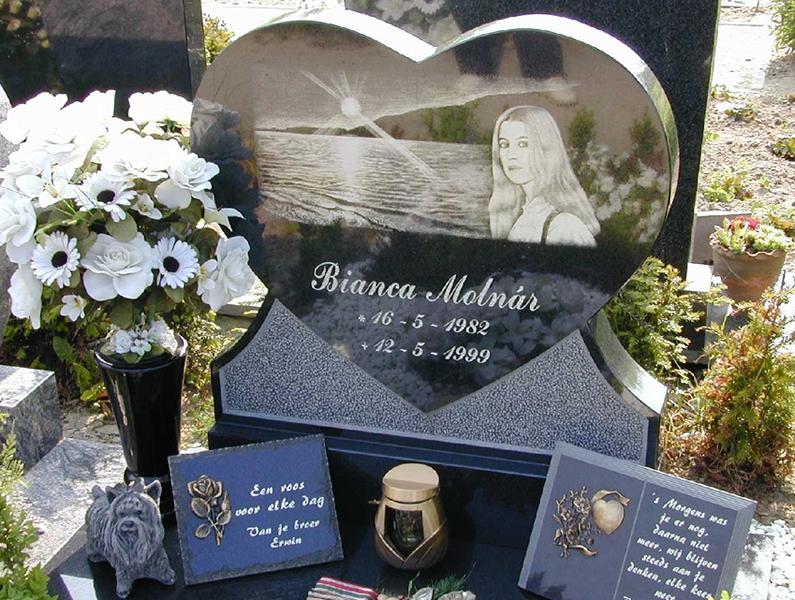 Bianca Molnár
* 16 - 5 - 1982
+ 12 - 5 - 1999
Een roos
voor elke dag
Van je broer
Erwin
's Morgens was
je er nog,
daarna niet
meer, wij blijven
steeds aan je
denken, elke keer
weer